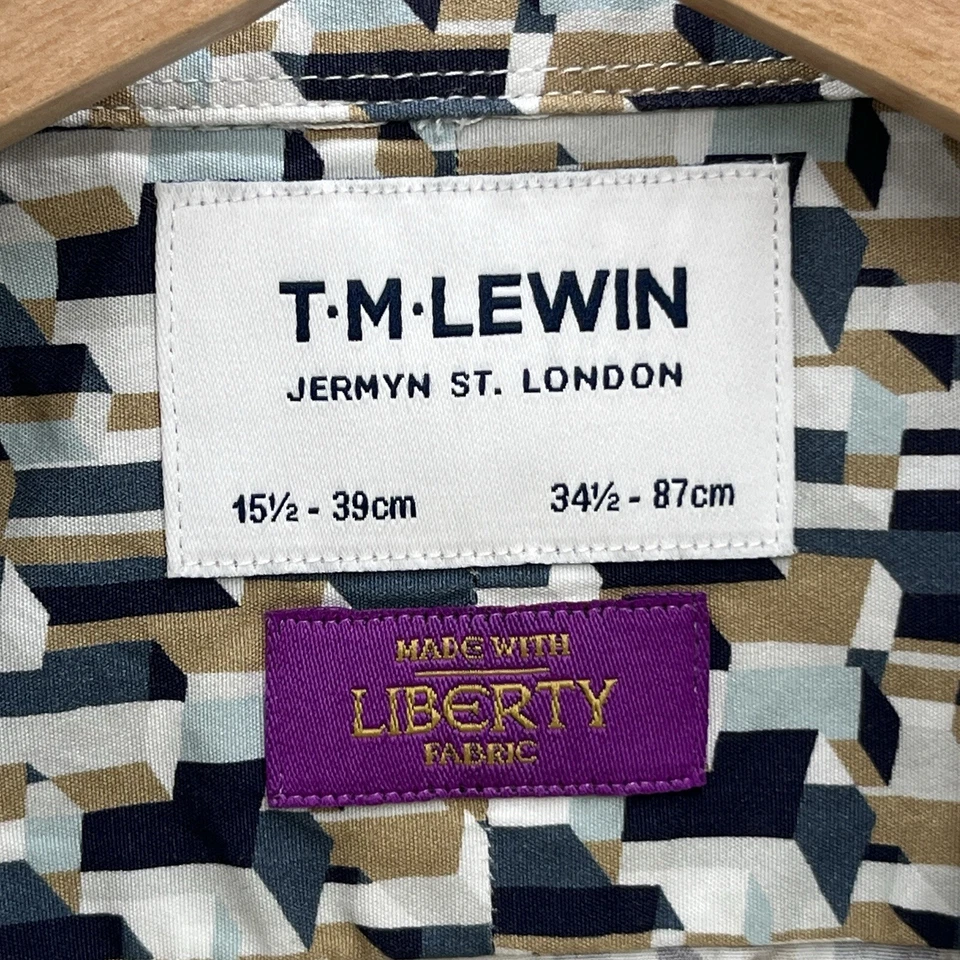 T·M·LEWIN
JERMYN ST. LONDON
15½ - 39cm 34½ - 87cm
MADE WITH
LIBERTY
FABRIC